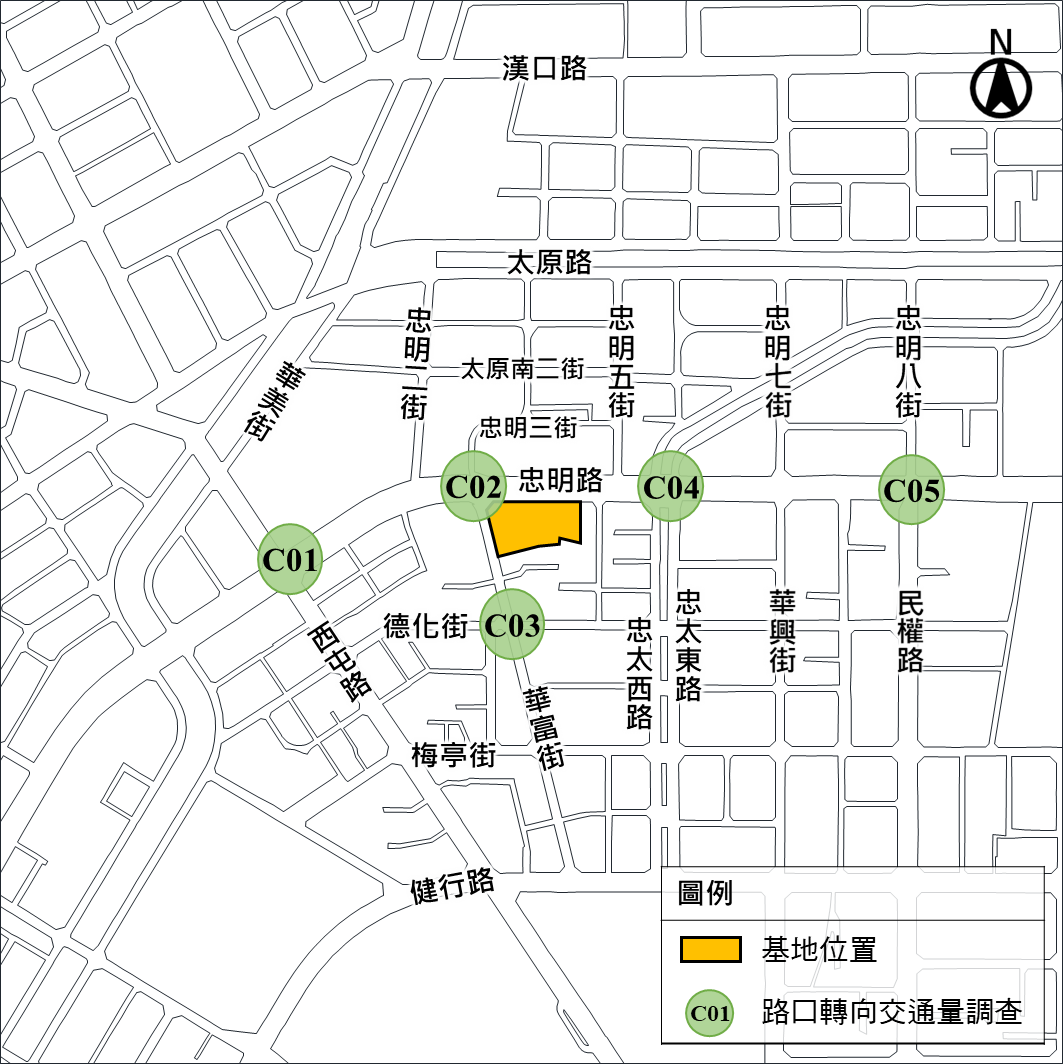 N
漢口路
太原路
忠明二街
忠明五街
忠明七街
忠明八街
太原南二街
華美街
忠明三街
忠明路
C02
C04
C05
C01
德化街
C03
西屯路
忠太西路
忠太東路
華興街
民權路
華富街
梅亭街
健行路
圖例
基地位置
C01
路口轉向交通量調查